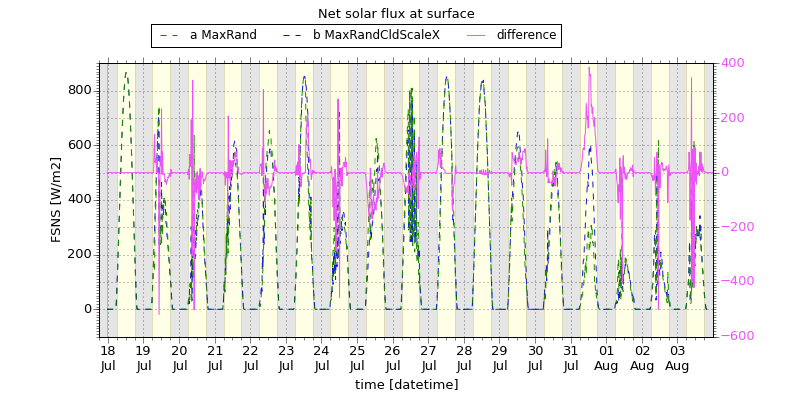 Net solar flux at surface
a MaxRand b MaxRandCldScaleX difference
FSNS [W/m2]
800
600
400
200
0
400
200
0
−200
−400
−600
18 19 20 21 22 23 24 25 26 27 28 29 30 31 01 02 03
Jul Jul Jul Jul Jul Jul Jul Jul Jul Jul Jul Jul Jul Jul Aug Aug Aug
time [datetime]